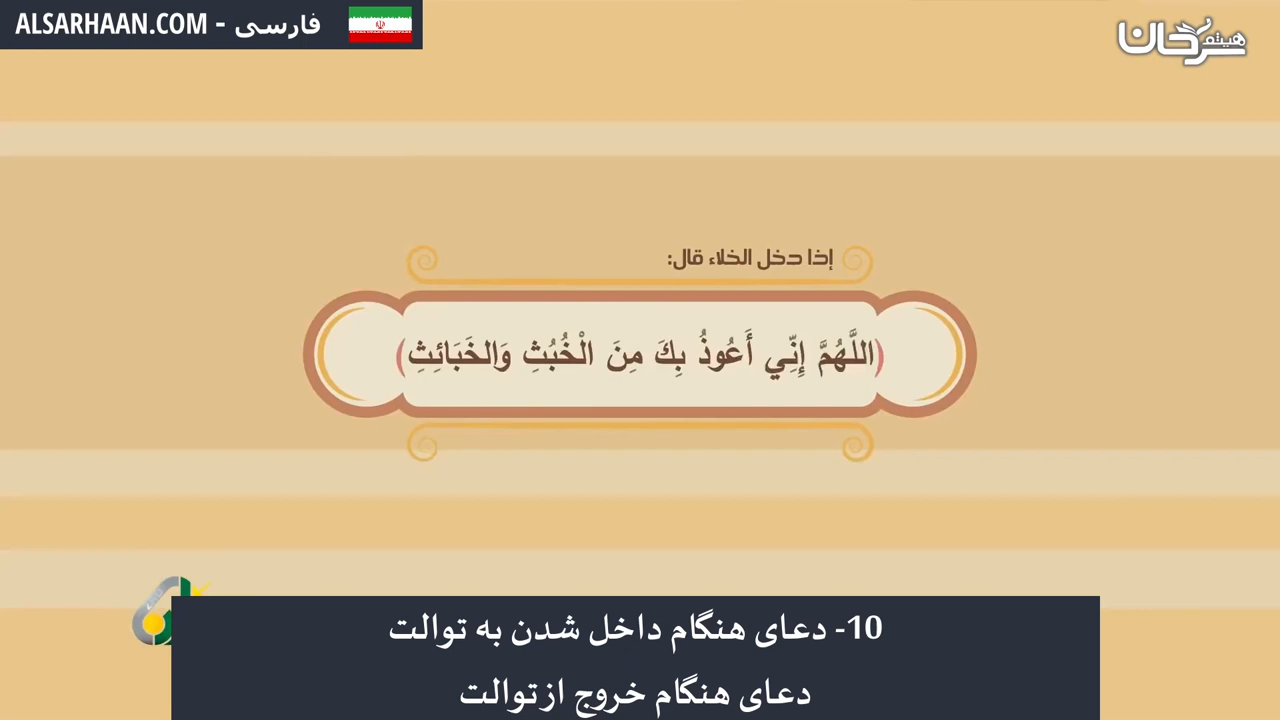 ALSARHAAN.COM - فارسی
هيثم سرحان
إذا دخل الخلاء قال:
(اللَّهُمَّ إِنِّي أَعُوذُ بِكَ مِنَ الْخُبُثِ وَالخَبَائِثِ)
10- دعای هنگام داخل شدن به توالت
دعای هنگام خروج از توالت